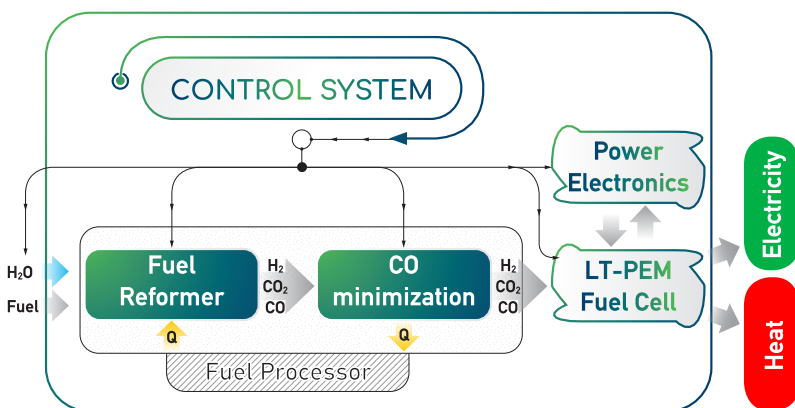 CONTROL SYSTEM
Power
Electronics
Electricity
H₂O
Fuel
Fuel
Reformer
H₂
CO₂
CO
CO
minimization
H₂
CO₂
CO
LT-PEM
Fuel Cell
Heat
Q
Q
Fuel Processor